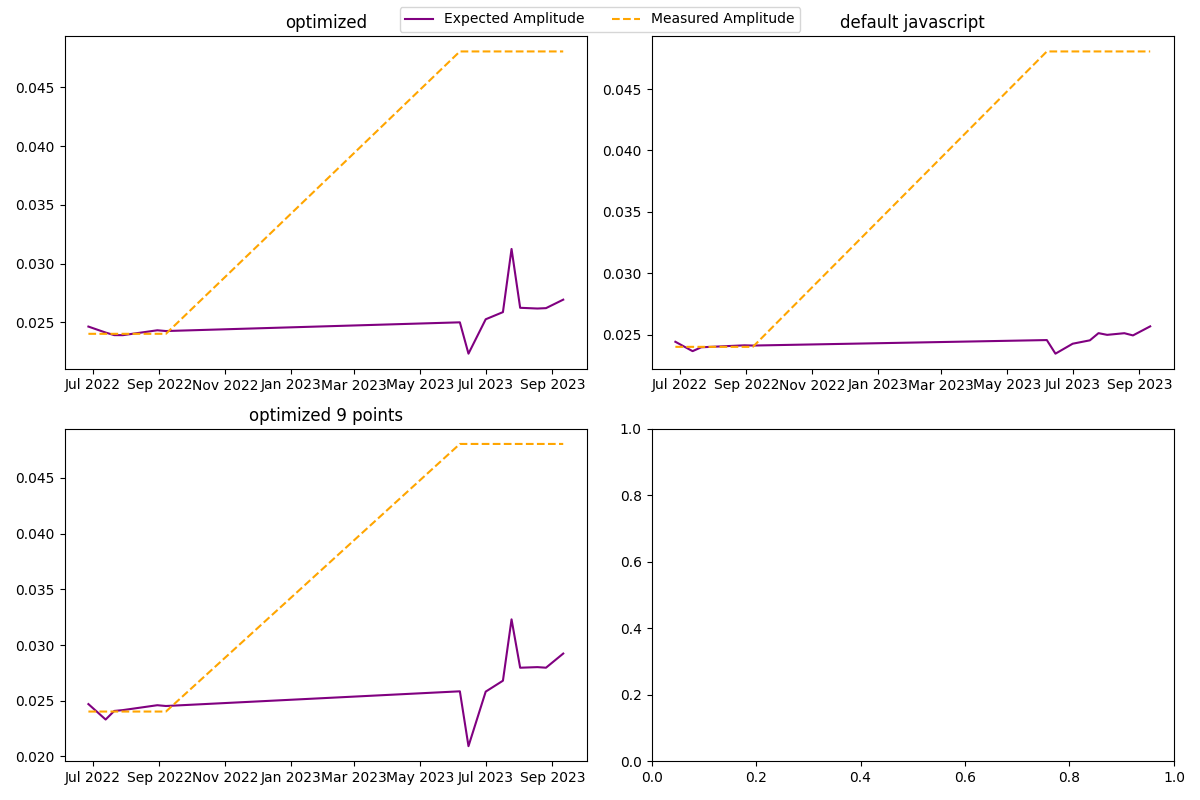 Expected Amplitude
Measured Amplitude
optimized
0.045
0.040
0.035
0.030
0.025
Jul 2022 Sep 2022 Nov 2022 Jan 2023 Mar 2023 May 2023 Jul 2023 Sep 2023
default javascript
0.045
0.040
0.035
0.030
0.025
Jul 2022 Sep 2022 Nov 2022 Jan 2023 Mar 2023 May 2023 Jul 2023 Sep 2023
optimized 9 points
0.045
0.040
0.035
0.030
0.025
0.020
Jul 2022 Sep 2022 Nov 2022 Jan 2023 Mar 2023 May 2023 Jul 2023 Sep 2023
1.0
0.8
0.6
0.4
0.2
0.0
0.0 0.2 0.4 0.6 0.8 1.0